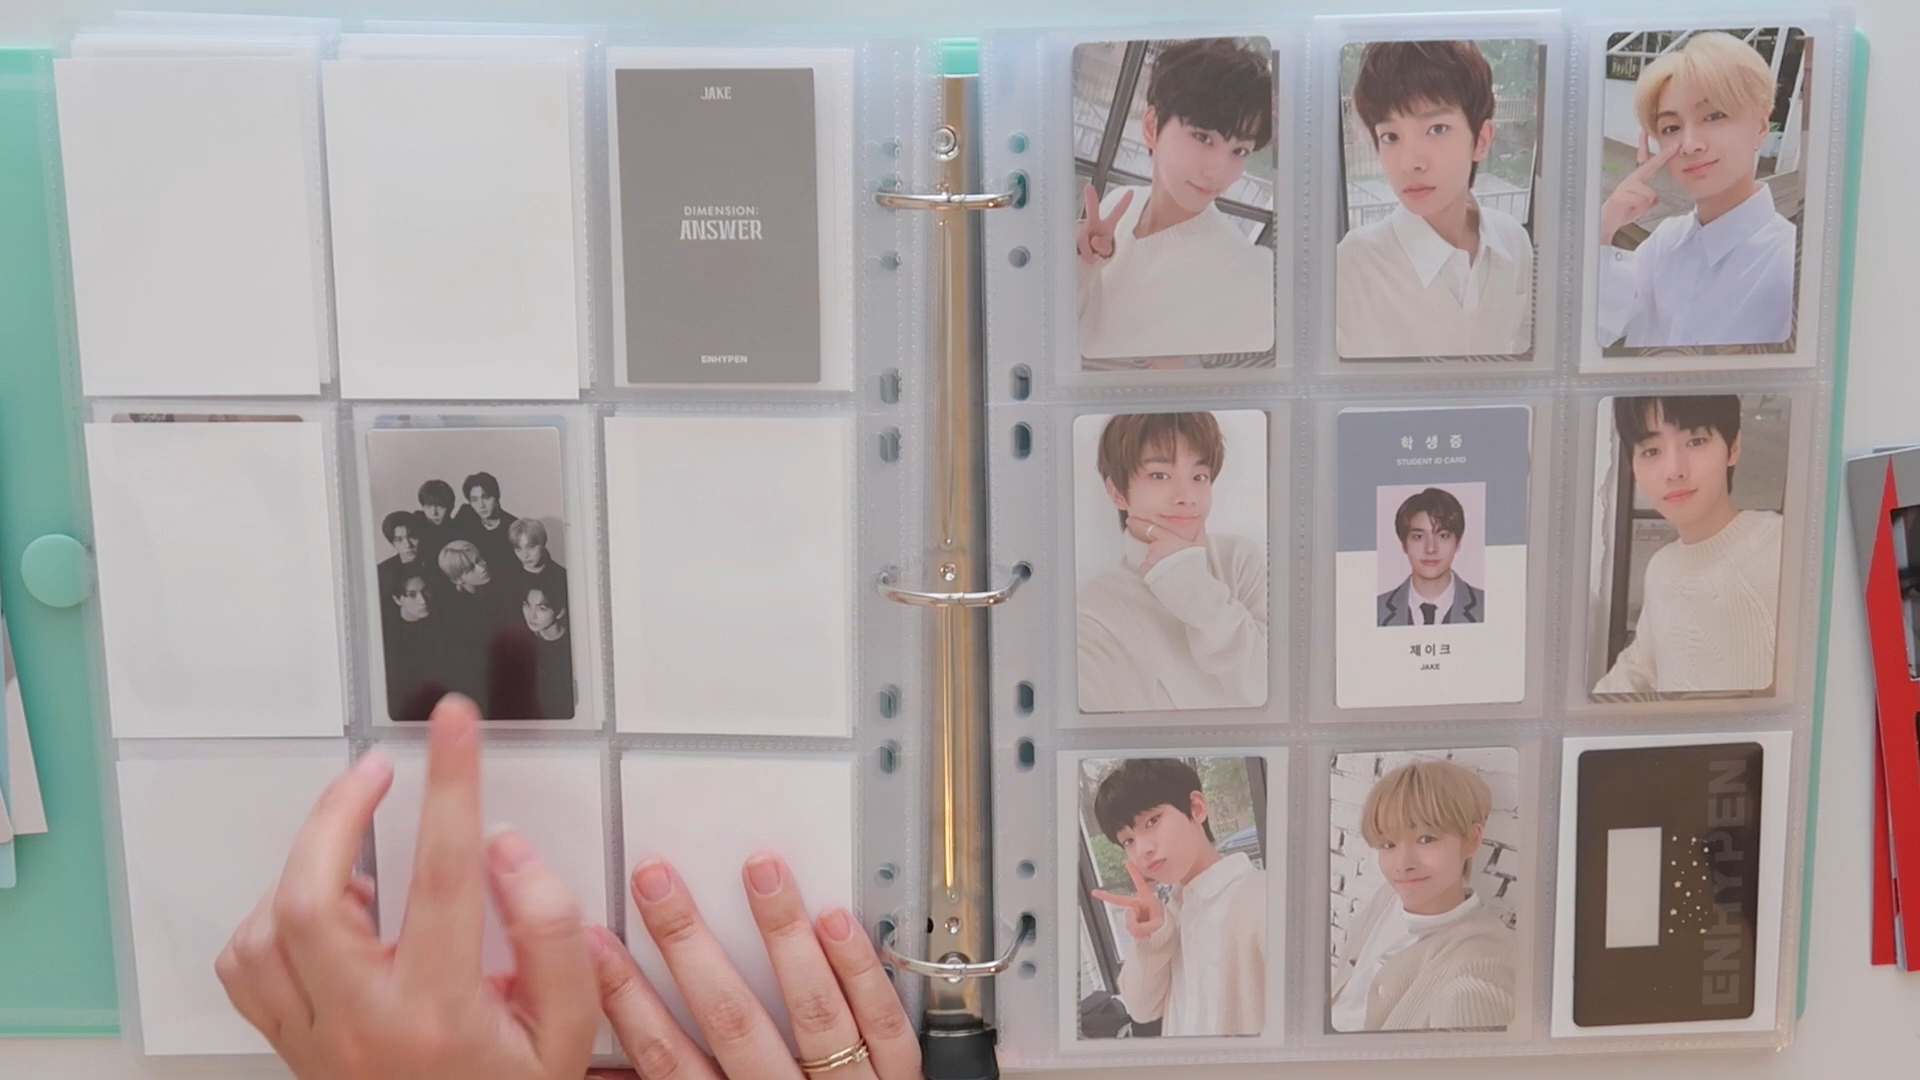 JAKE
DIMENSION:
ANSWER
ENHYPEN
학생증
STUDENT ID CARD
제이크
JAKE
ENHYPEN